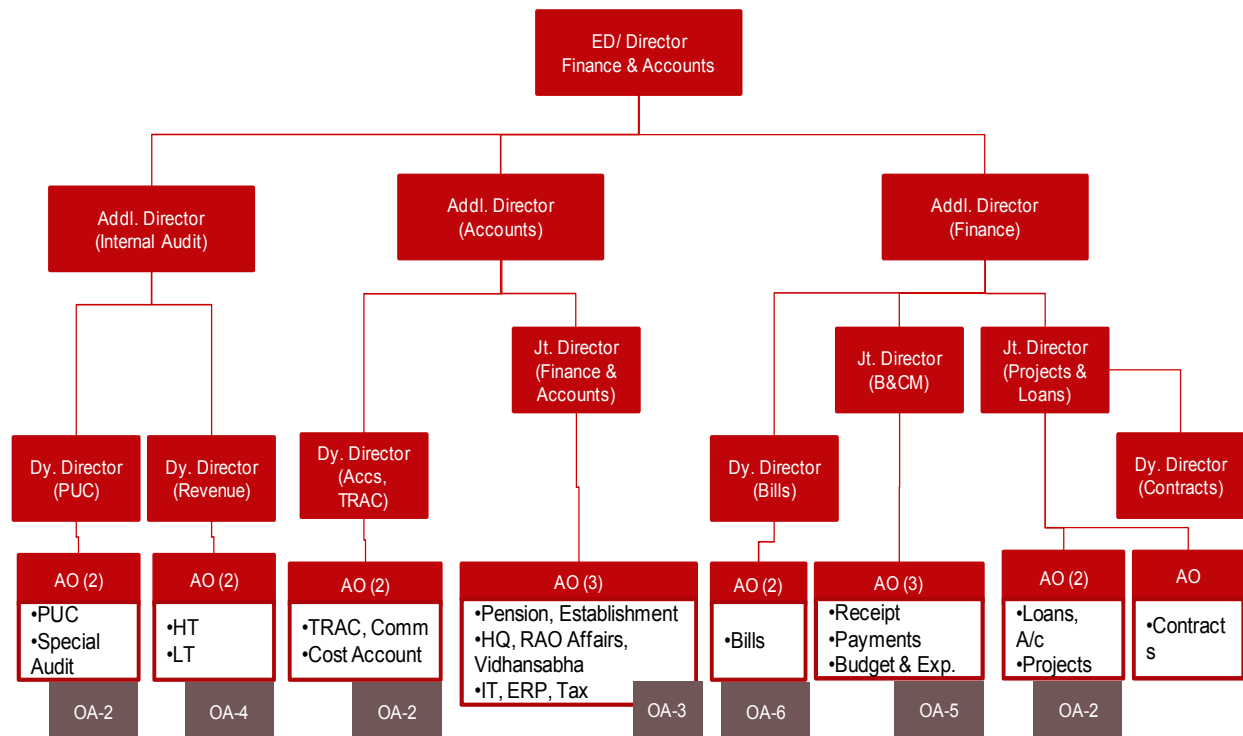 ED/ Director
Finance & Accounts
Addl. Director
(Internal Audit)
Addl. Director
(Accounts)
Addl. Director
(Finance)
Jt. Director
(Finance &
Accounts)
Jt. Director
(B&CM)
Jt. Director
(Projects &
Loans)
Dy. Director
(PUC)
Dy. Director
(Revenue)
Dy. Director
(Accs,
TRAC)
Dy. Director
(Bills)
Dy. Director
(Contracts)
AO (2)
•PUC
•Special
Audit
OA-2
AO (2)
•HT
•LT
OA-4
AO (2)
•TRAC, Comm
•Cost Account
OA-2
AO (3)
•Pension, Establishment
•HQ, RAO Affairs,
Vidhansabha
•IT, ERP, Tax
OA-3
AO (2)
•Bills
OA-6
AO (3)
•Receipt
•Payments
•Budget & Exp.
OA-5
AO (2)
•Loans,
A/c
•Projects
OA-2
AO
•Contract
s